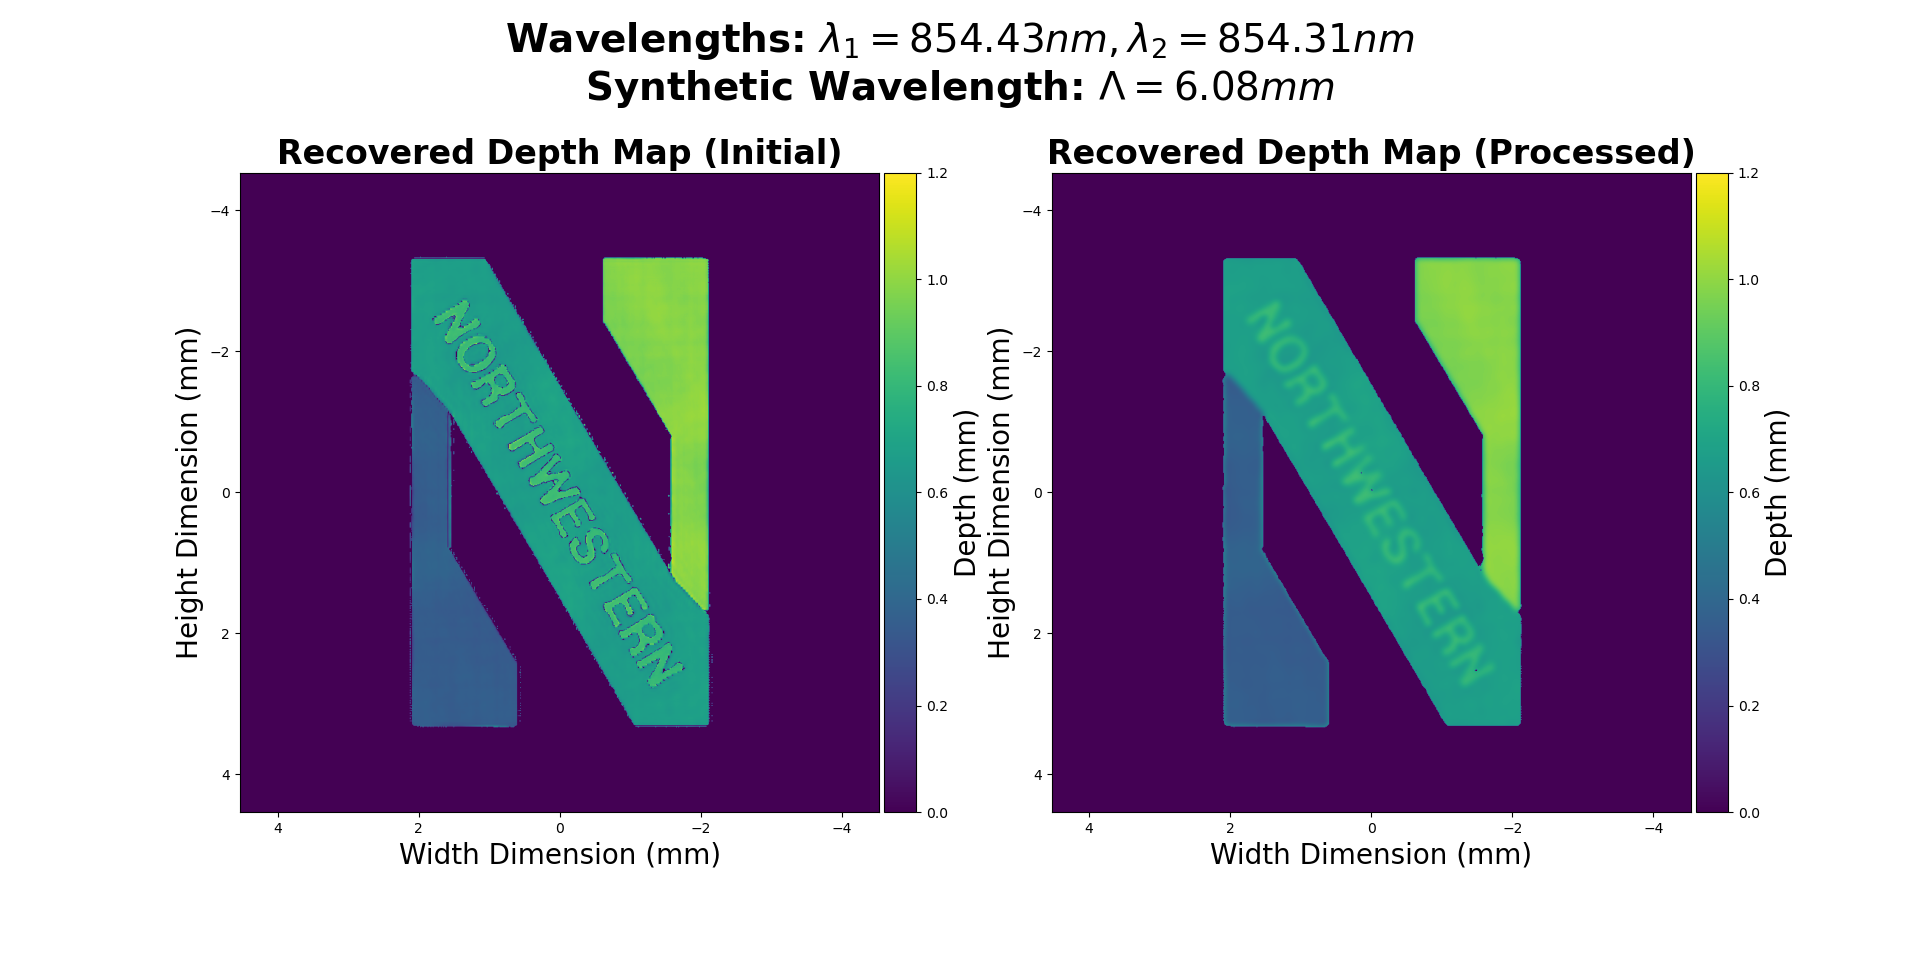 Wavelengths: λ₁ = 854.43nm, λ₂ = 854.31nm
Synthetic Wavelength: Λ = 6.08mm
Recovered Depth Map (Initial)
Height Dimension (mm)
−4
−2
0
2
4
NORTHWESTERN
4
2
0
−2
−4
Width Dimension (mm)
1.2
1.0
0.8
0.6
0.4
0.2
0.0
Depth (mm)
Recovered Depth Map (Processed)
Height Dimension (mm)
−4
−2
0
2
4
NORTHWESTERN
4
2
0
−2
−4
Width Dimension (mm)
1.2
1.0
0.8
0.6
0.4
0.2
0.0
Depth (mm)